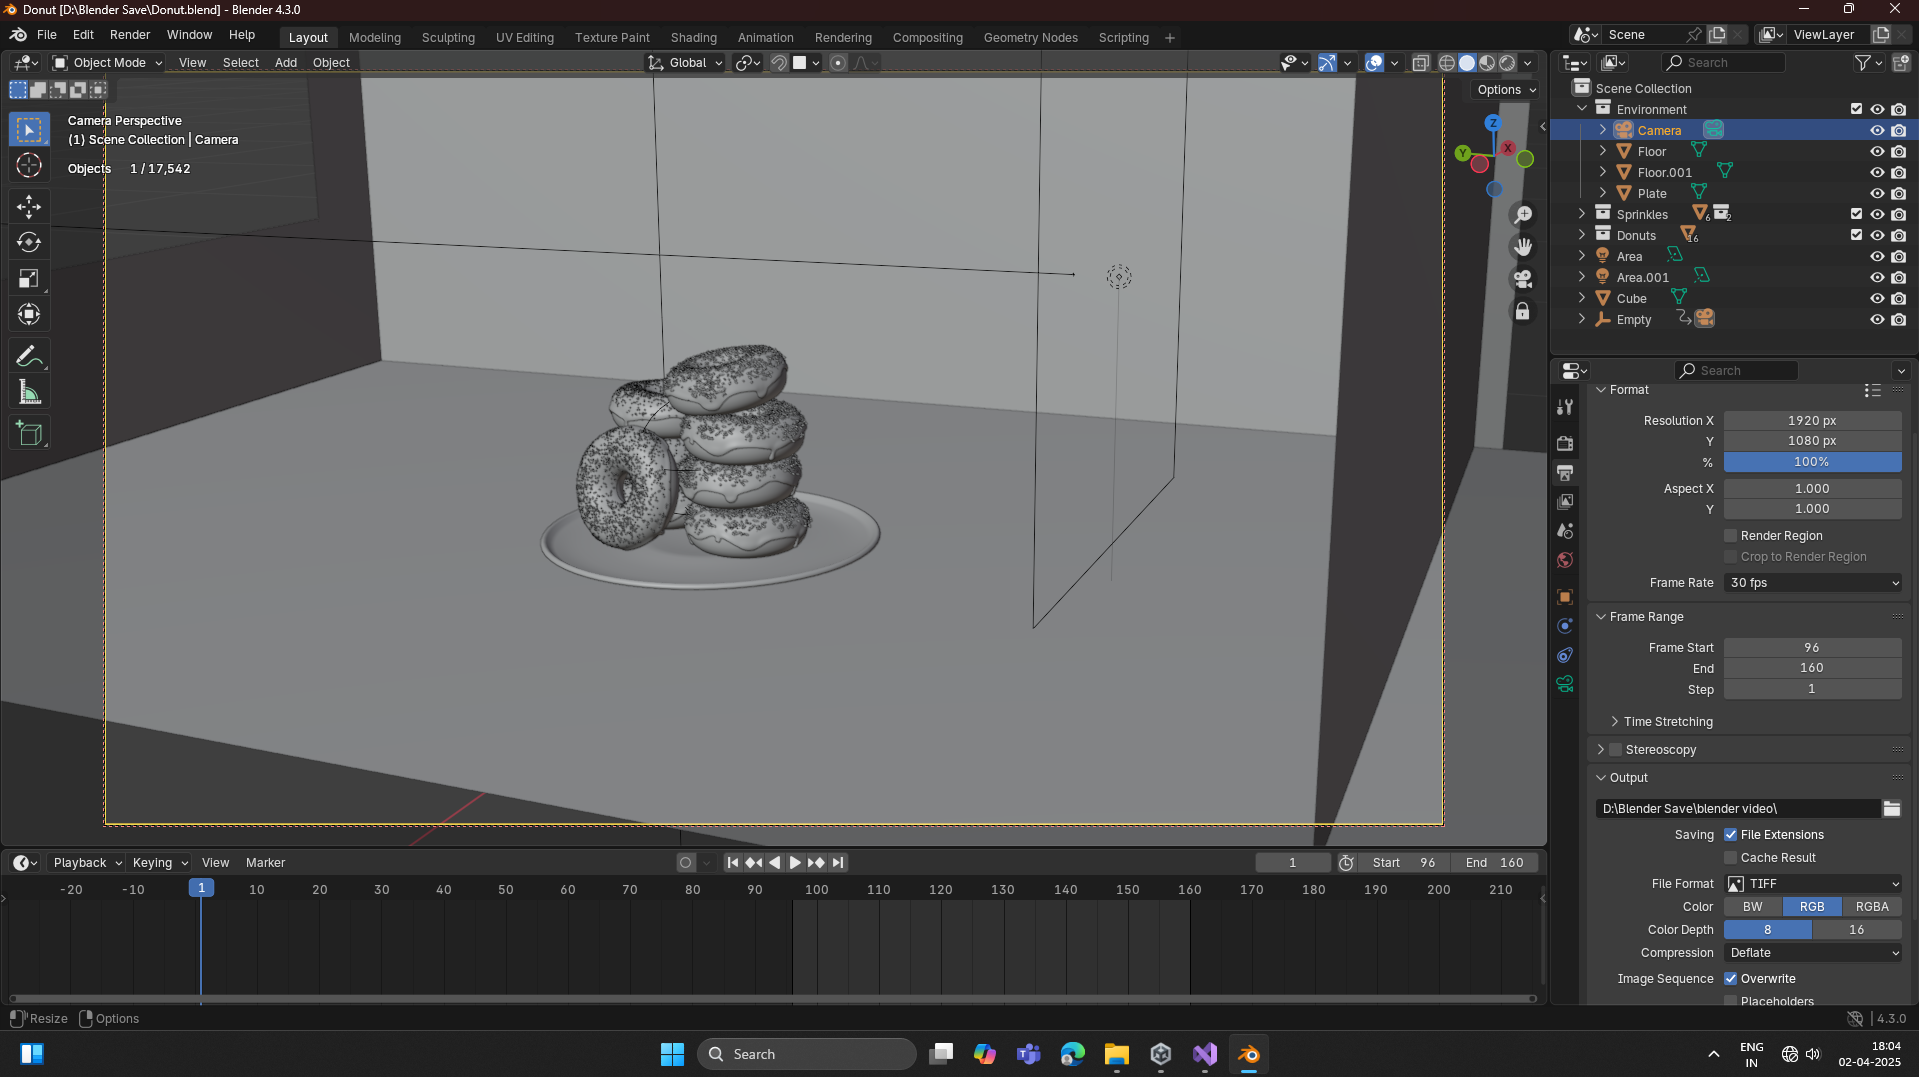 Donut [D:\Blender Save\Donut.blend] - Blender 4.3.0
File Edit Render Window Help
Layout Modeling Sculpting UV Editing Texture Paint Shading Animation Rendering Compositing Geometry Nodes Scripting +
Scene ViewLayer
Object Mode View Select Add Object Global
Search
Options
Camera Perspective
(1) Scene Collection | Camera
Objects 1 / 17,542
Z
Y
X
Scene Collection
Environment
Camera
Floor
Floor.001
Plate
Sprinkles 6 2
Donuts 16
Area
Area.001
Cube
Empty
Search
Format
Resolution X 1920 px
Y 1080 px
% 100%
Aspect X 1.000
Y 1.000
Render Region
Crop to Render Region
Frame Rate 30 fps
Frame Range
Frame Start 96
End 160
Step 1
Time Stretching
Stereoscopy
Output
D:\Blender Save\blender video\
Saving File Extensions
Cache Result
File Format TIFF
Color BW RGB RGBA
Color Depth 8 16
Compression Deflate
Image Sequence Overwrite
Placeholders
Playback Keying View Marker 1 Start 96 End 160
-20 -10 1 10 20 30 40 50 60 70 80 90 100 110 120 130 140 150 160 170 180 190 200 210
Resize Options 4.3.0
Search
ENG
IN
18:04
02-04-2025